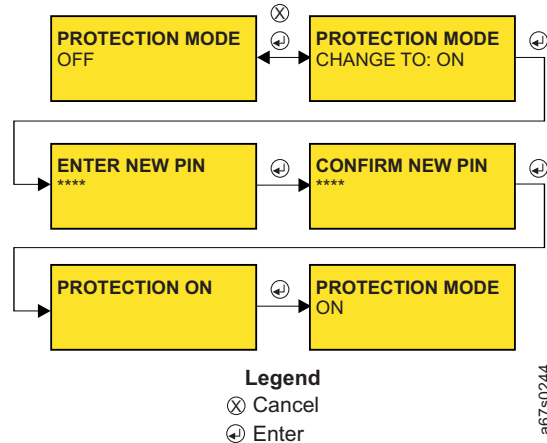 PROTECTION MODE
OFF
PROTECTION MODE
CHANGE TO: ON
ENTER NEW PIN
****
CONFIRM NEW PIN
****
PROTECTION ON
PROTECTION MODE
ON
Legend
Cancel
Enter
a67s0244